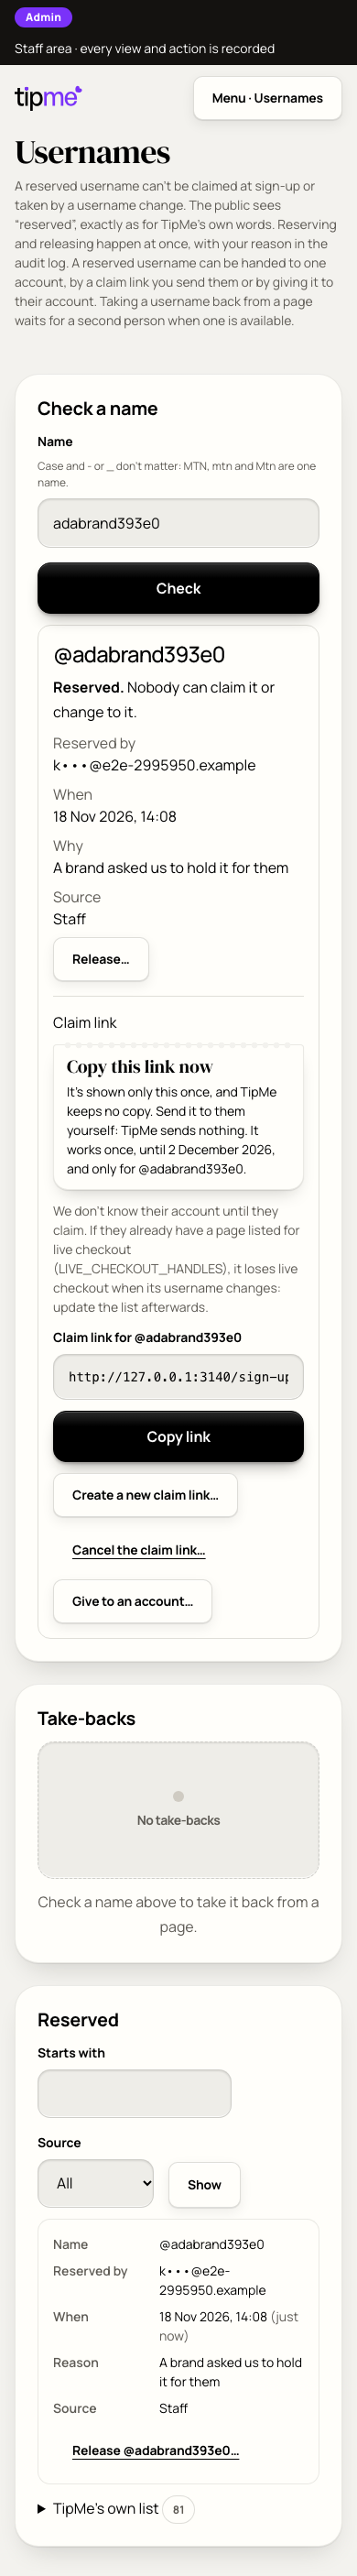 Admin
Staff area · every view and action is recorded
tipme
Menu · Usernames
Usernames
A reserved username can't be claimed at sign-up or
taken by a username change. The public sees
“reserved”, exactly as for TipMe's own words. Reserving
and releasing happen at once, with your reason in the
audit log. A reserved username can be handed to one
account, by a claim link you send them or by giving it to
their account. Taking a username back from a page
waits for a second person when one is available.
Check a name
Name
Case and - or _ don't matter: MTN, mtn and Mtn are one
name.
adabrand393e0
Check
@adabrand393e0
Reserved. Nobody can claim it or
change to it.
Reserved by
k•••@e2e-2995950.example
When
18 Nov 2026, 14:08
Why
A brand asked us to hold it for them
Source
Staff
Release…
Claim link
Copy this link now
It's shown only this once, and TipMe
keeps no copy. Send it to them
yourself: TipMe sends nothing. It
works once, until 2 December 2026,
and only for @adabrand393e0.
We don't know their account until they
claim. If they already have a page listed for
live checkout
(LIVE_CHECKOUT_HANDLES), it loses live
checkout when its username changes:
update the list afterwards.
Claim link for @adabrand393e0
http://127.0.0.1:3140/sign-up
Copy link
Create a new claim link…
Cancel the claim link…
Give to an account…
Take-backs
No take-backs
Check a name above to take it back from a
page.
Reserved
Starts with
Source
All
Show
Name @adabrand393e0
Reserved by k•••@e2e-
2995950.example
When 18 Nov 2026, 14:08 (just
now)
Reason A brand asked us to hold
it for them
Source Staff
Release @adabrand393e0…
TipMe's own list 81